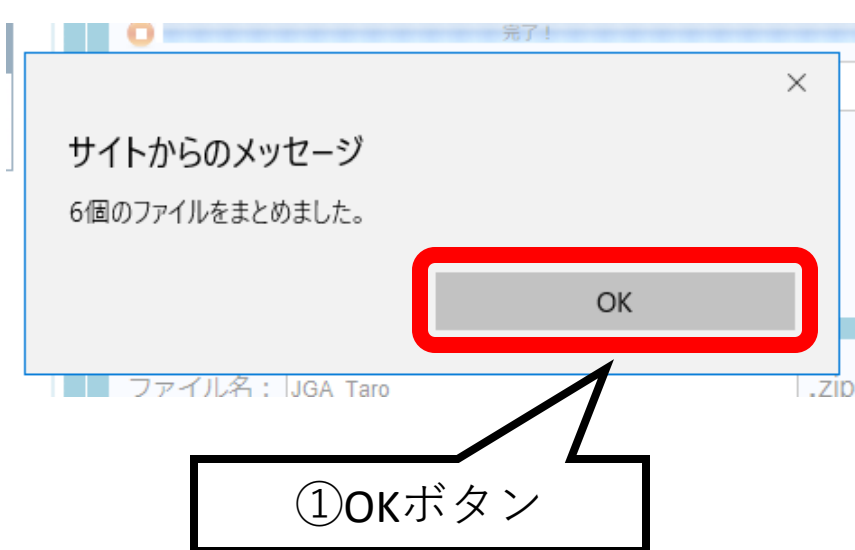 完了！
サイトからのメッセージ
6個のファイルをまとめました。
OK
ファイル名： JGA Taro .zip
①OKボタン